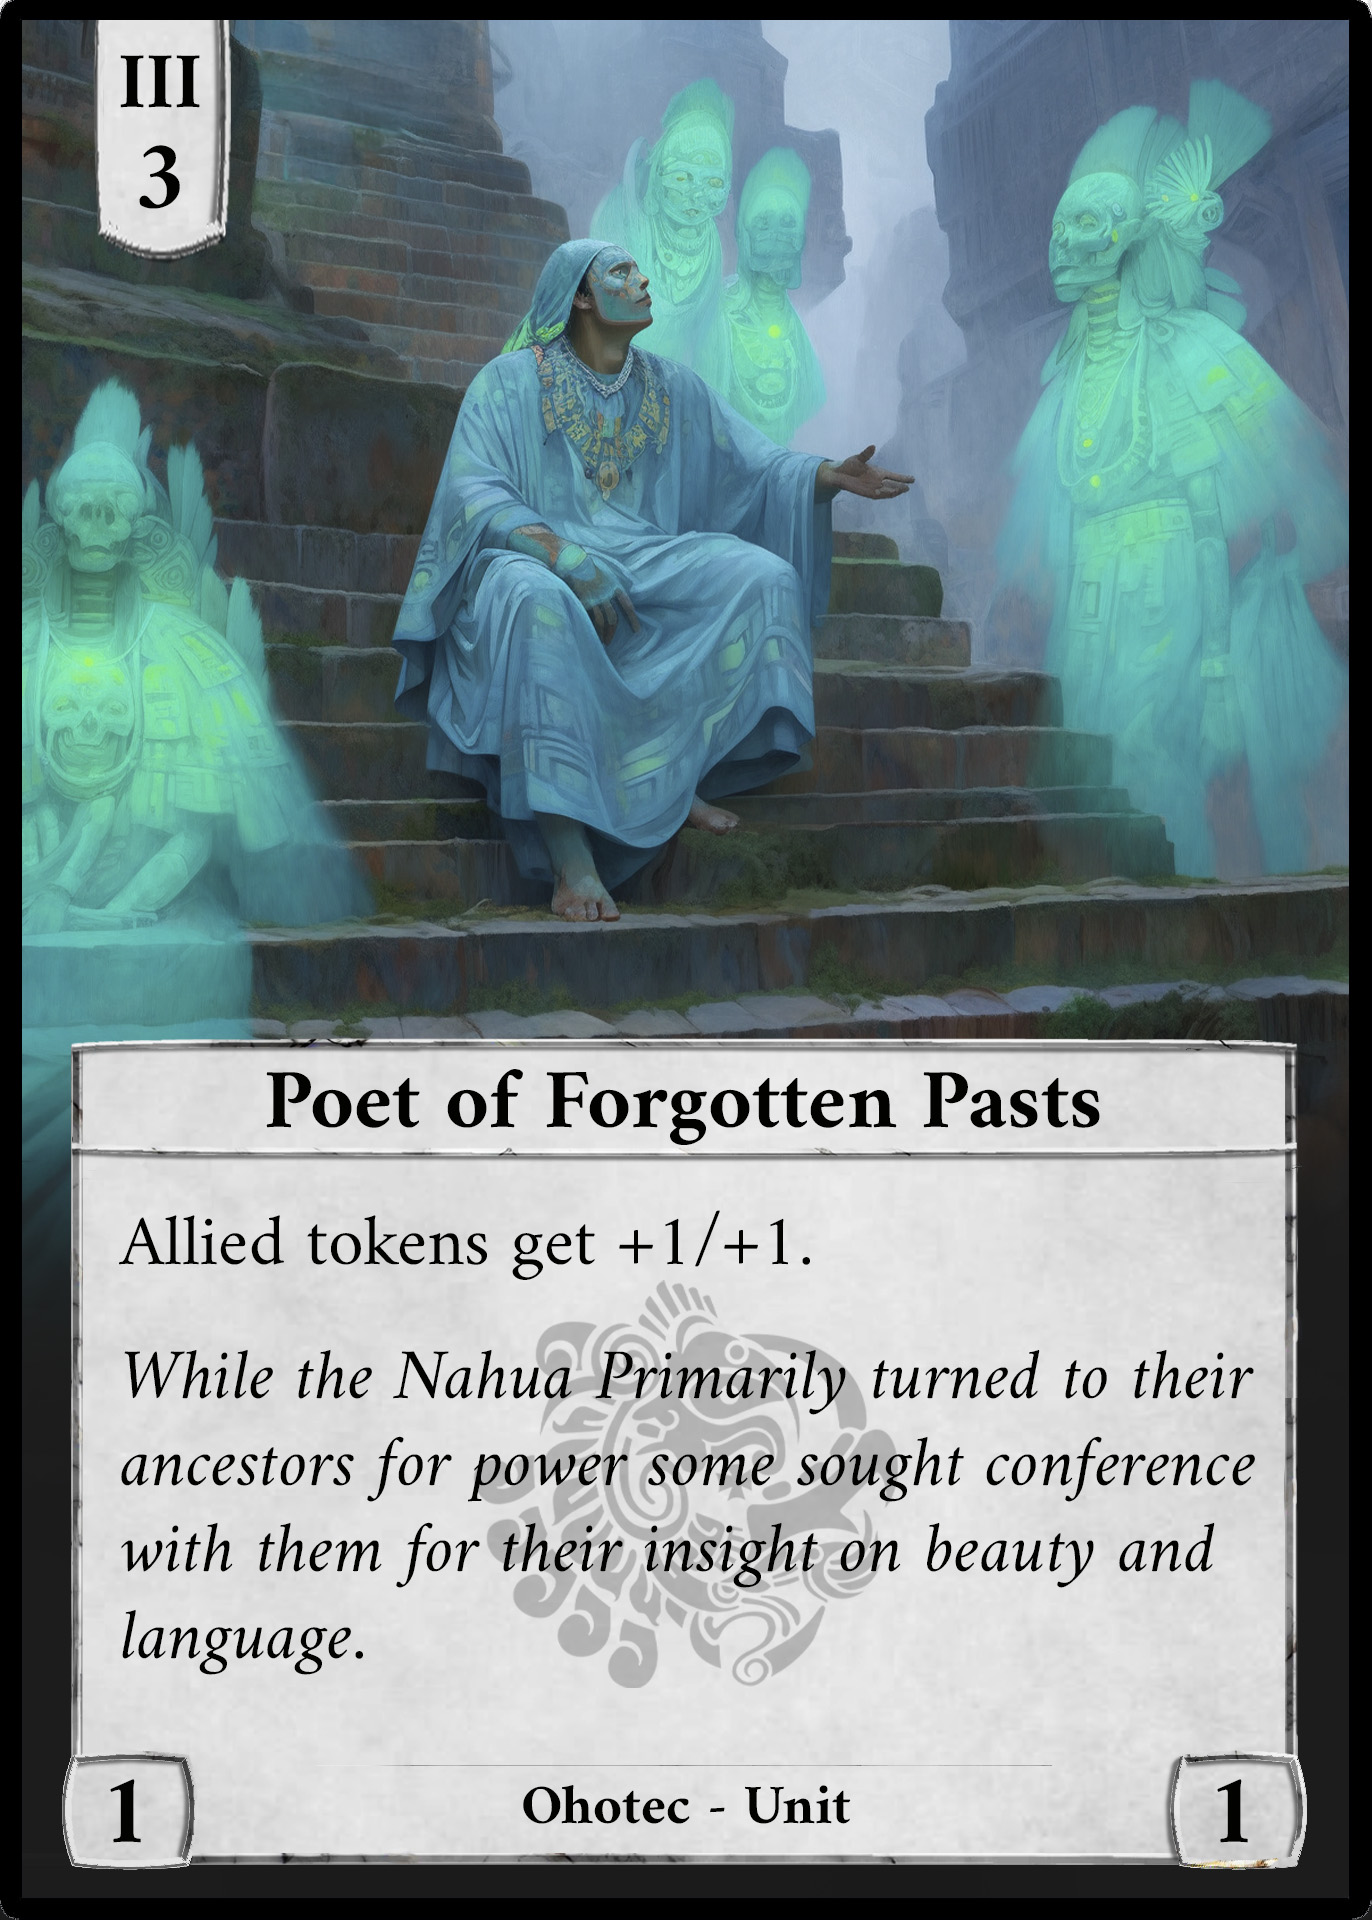 III
3
Poet of Forgotten Pasts
Allied tokens get +1/+1.
While the Nahua Primarily turned to their
ancestors for power some sought conference
with them for their insight on beauty and
language.
1
Ohotec - Unit
1